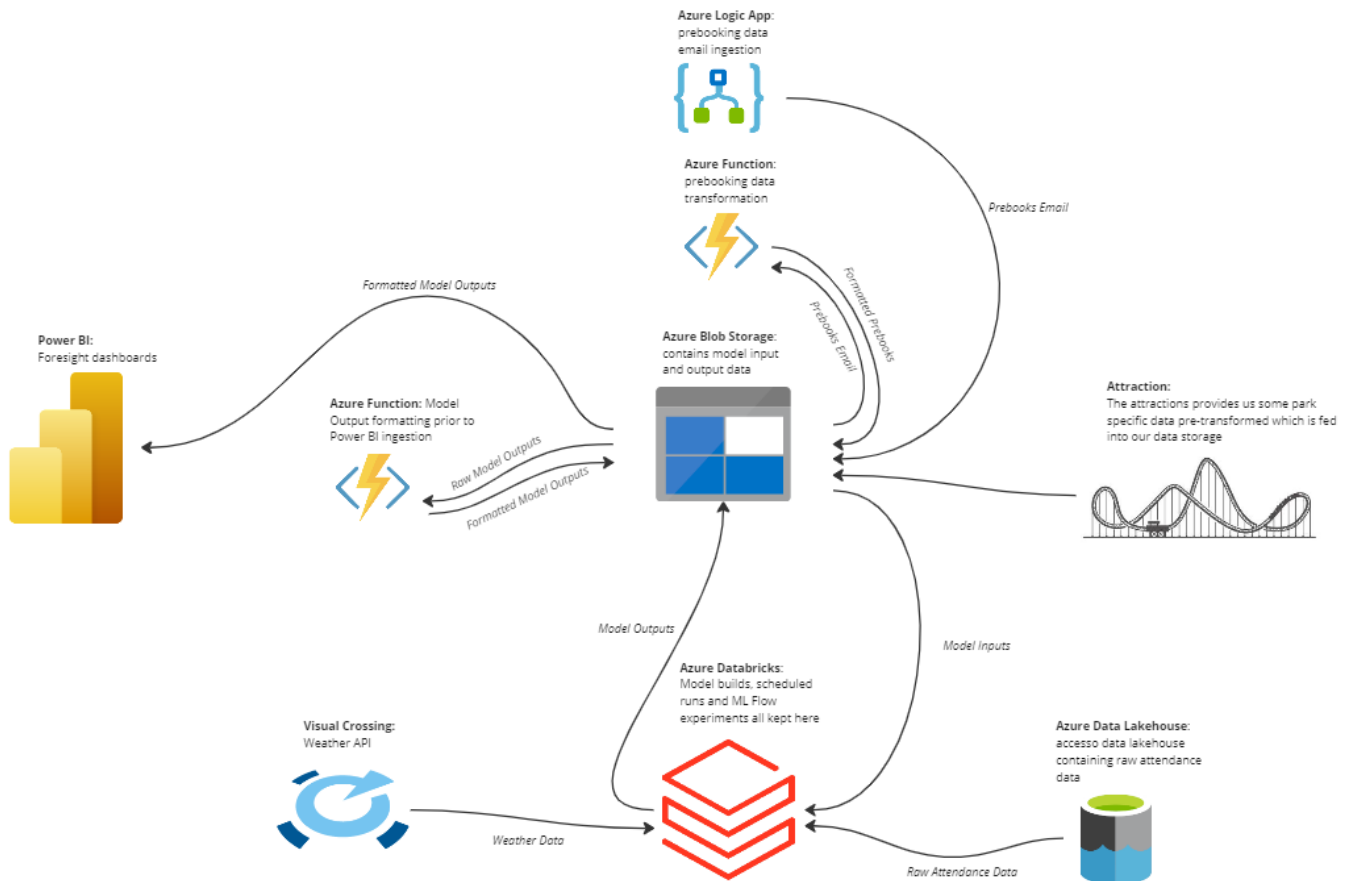 Azure Logic App:
prebooking data
email ingestion
Azure Function:
prebooking data
transformation
Prebooks Email
Formatted Prebooks
Prebooks Email
Formatted Model Outputs
Power BI:
Foresight dashboards
Azure Blob Storage:
contains model input
and output data
Azure Function: Model
Output formatting prior to
Power BI ingestion
Raw Model Outputs
Formatted Model Outputs
Attraction:
The attractions provides us some park
specific data pre-transformed which is fed
into our data storage
Model Outputs
Model Inputs
Azure Databricks:
Model builds, scheduled
runs and ML Flow
experiments all kept here
Visual Crossing:
Weather API
Weather Data
Azure Data Lakehouse:
accesso data lakehouse
containing raw attendance
data
Raw Attendance Data